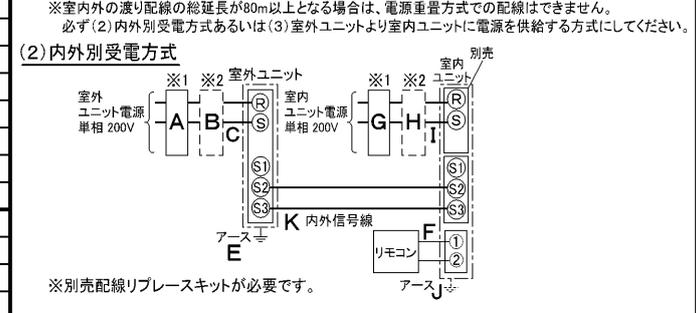 ※室内外の渡り配線の総延長が80m以上となる場合は、電源重畳方式での配線はできません。
必ず(2)内外別受電方式あるいは(3)室外ユニットより室内ユニットに電源を供給する方式にしてください。
(2)内外別受電方式
別売
※1 ※2 室外ユニット
※1 ※2 室内ユニット
室外
ユニット電源
単相 200V
A B C R S
室内
ユニット電源
単相 200V
G H I R S
S1 S1
S2 S2
S3 S3
K 内外信号線
アース
E
リモコン F ① ②
アース J
※別売配線リプレースキットが必要です。